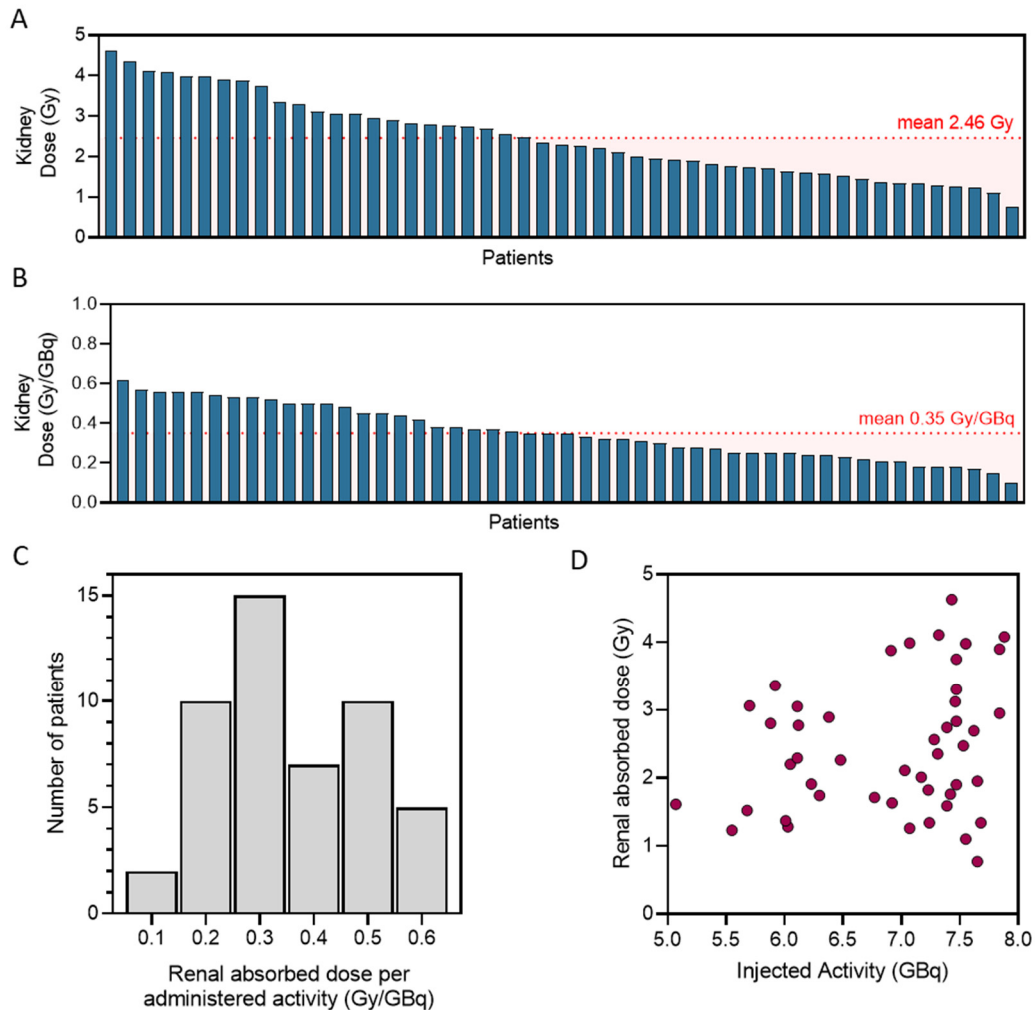 A
Kidney
Dose (Gy)
5
4
3
2
1
0
mean 2.46 Gy
Patients
B
Kidney
Dose (Gy/GBq)
1.0
0.8
0.6
0.4
0.2
0.0
mean 0.35 Gy/GBq
Patients
C
Number of patients
15
10
5
0
0.1 0.2 0.3 0.4 0.5 0.6
Renal absorbed dose per
administered activity (Gy/GBq)
D
Renal absorbed dose (Gy)
5
4
3
2
1
0
5.0 5.5 6.0 6.5 7.0 7.5 8.0
Injected Activity (GBq)